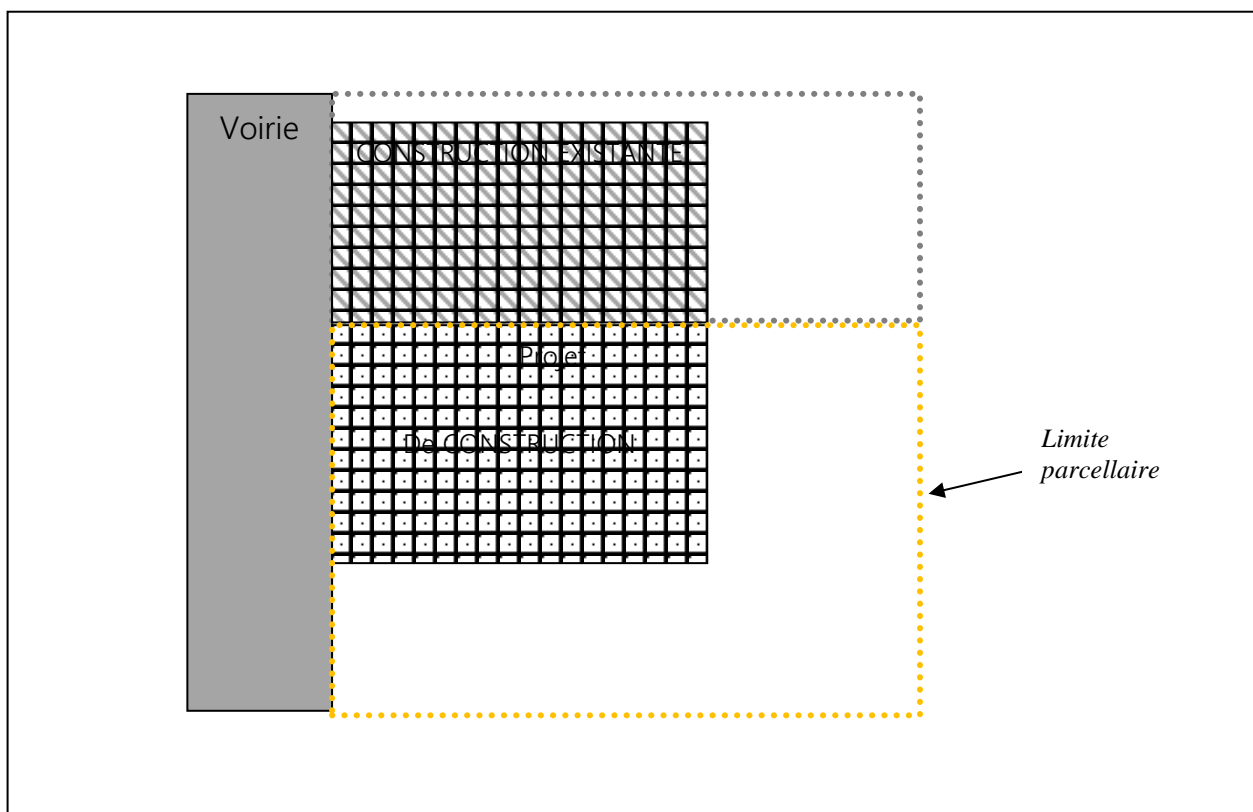 Voirie
CONSTRUCTION EXISTANTE
Projet
De CONSTRUCTION
Limite
parcellaire